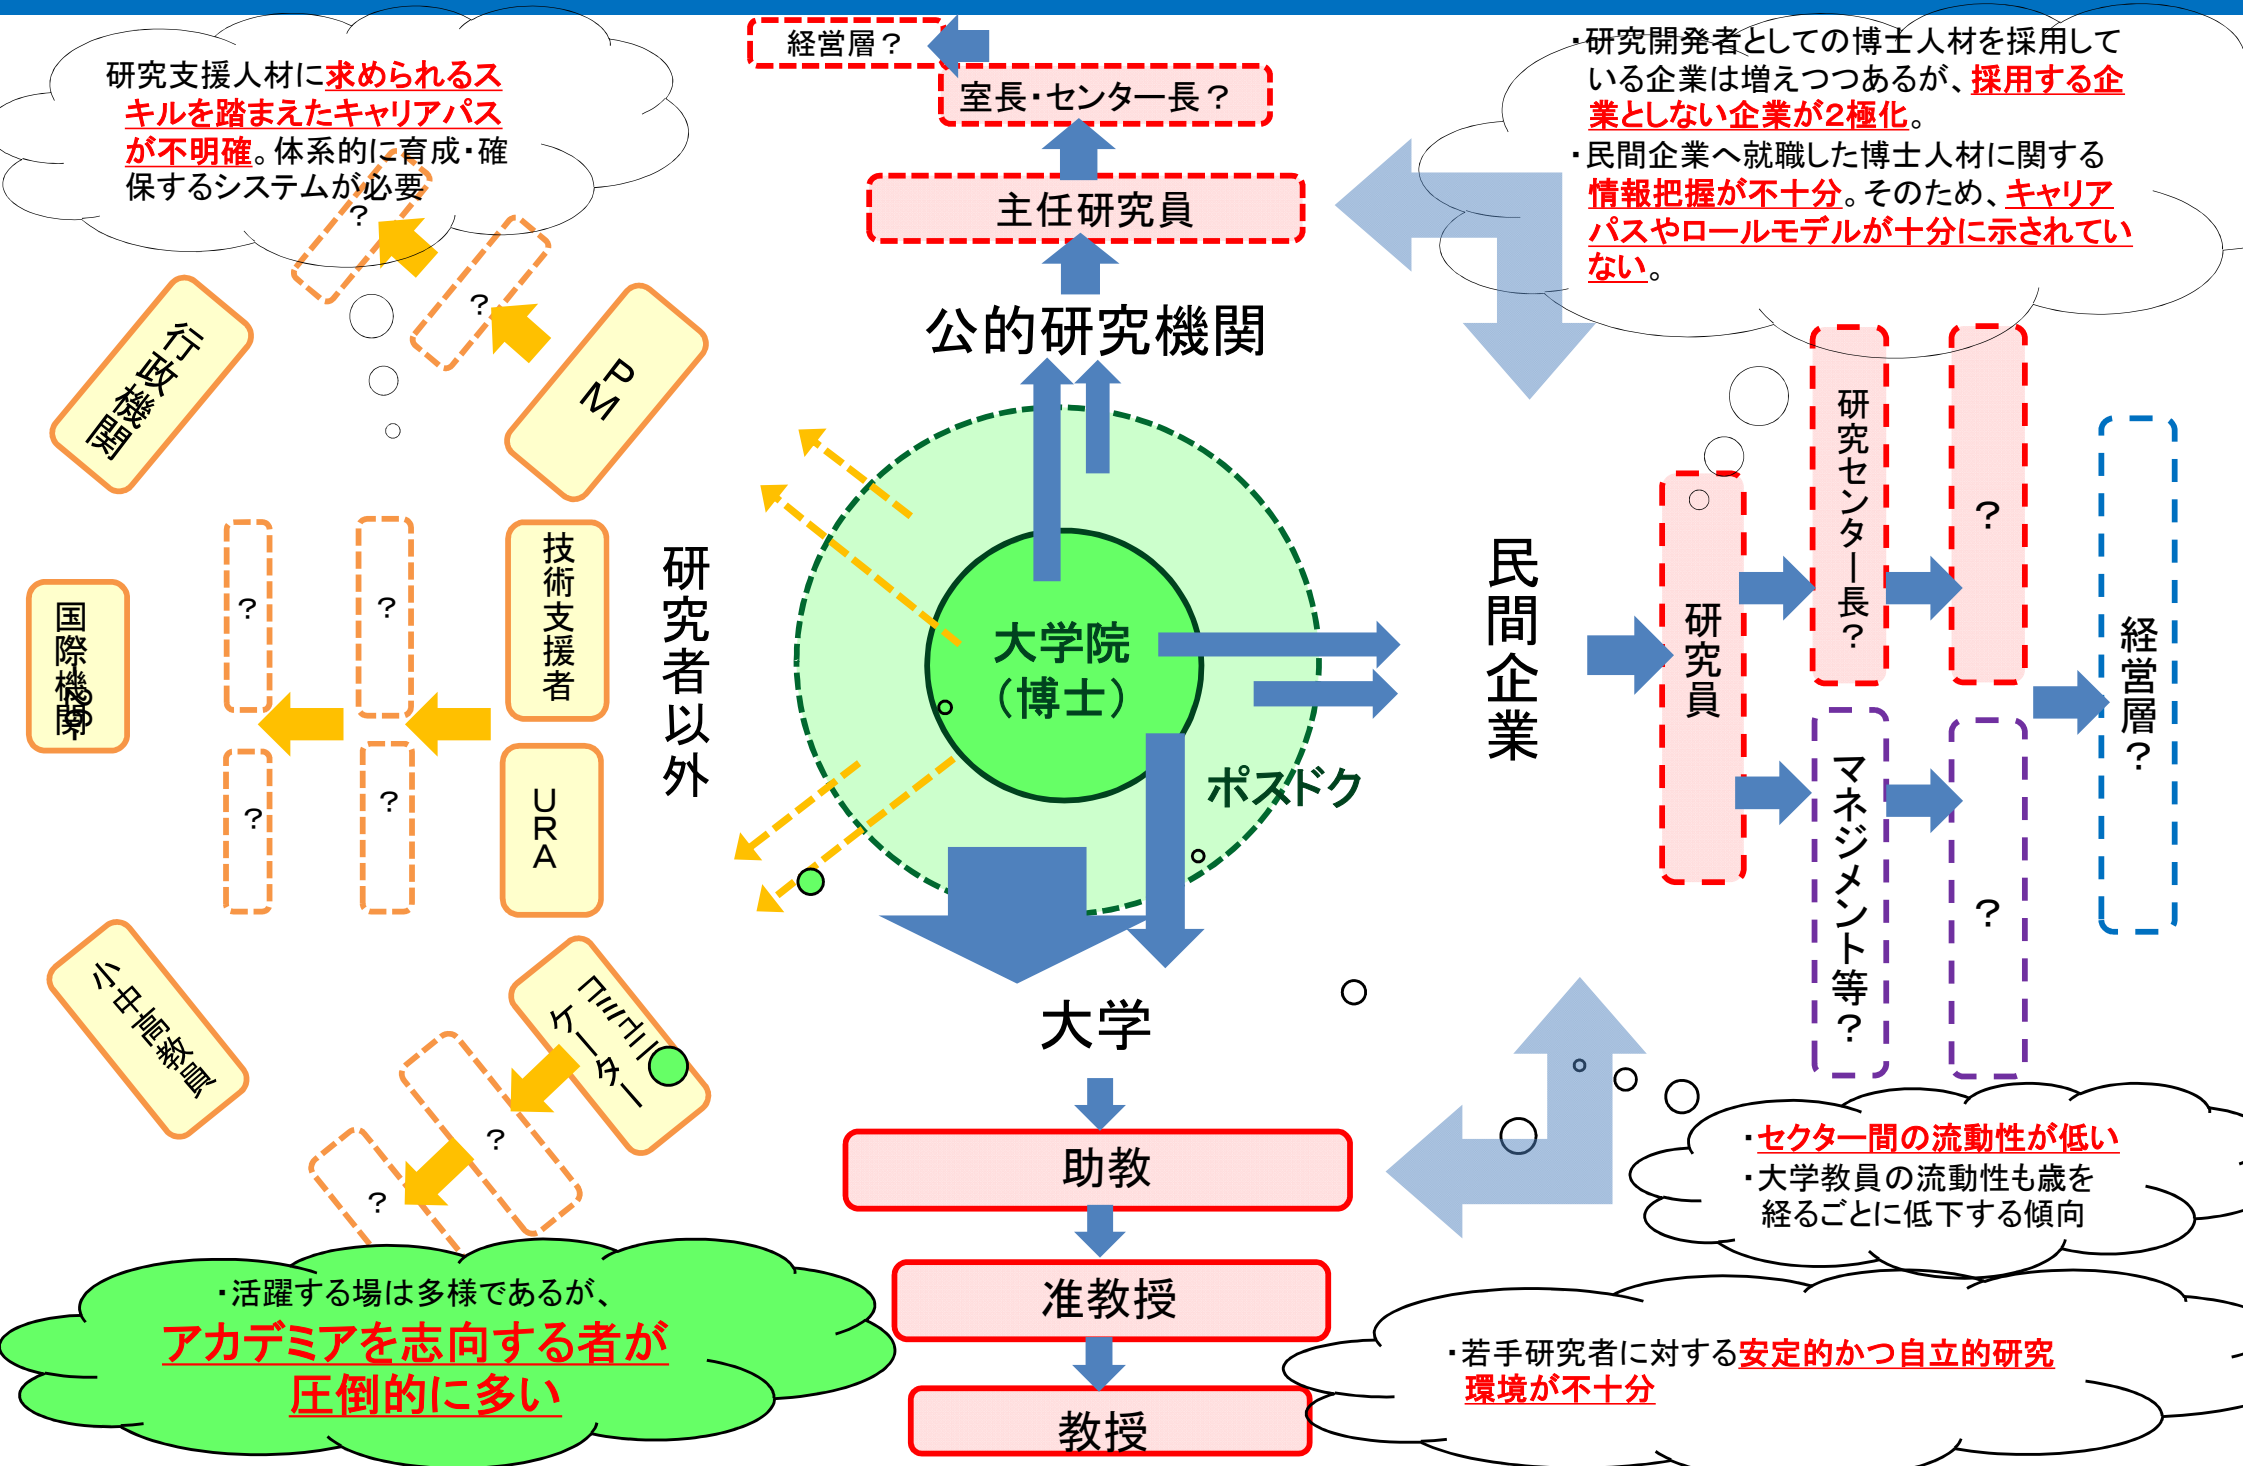 研究支援人材に求められるス
キルを踏まえたキャリアパス
が不明確。体系的に育成・確
保するシステムが必要
経営層？
室長・センター長？
主任研究員
公的研究機関
・研究開発者としての博士人材を採用して
いる企業は増えつつあるが、採用する企
業としない企業が２極化。
・民間企業へ就職した博士人材に関する
情報把握が不十分。そのため、キャリア
パスやロールモデルが十分に示されてい
ない。
？
？
行政機関
ＰＭ
技術支援者
？
？
国際機関・
ＵＲＡ
？
？
小中高教員
コミュニ
ケーター
？
？
研究者以外
大学院
（博士）
ポスドク
民間企業
研究員
研究センター長？
？
マネジメント等？
？
経営層？
大学
助教
准教授
教授
・セクター間の流動性が低い
・大学教員の流動性も歳を
経るごとに低下する傾向
・若手研究者に対する安定的かつ自立的研究
環境が不十分
・活躍する場は多様であるが、
アカデミアを志向する者が
圧倒的に多い